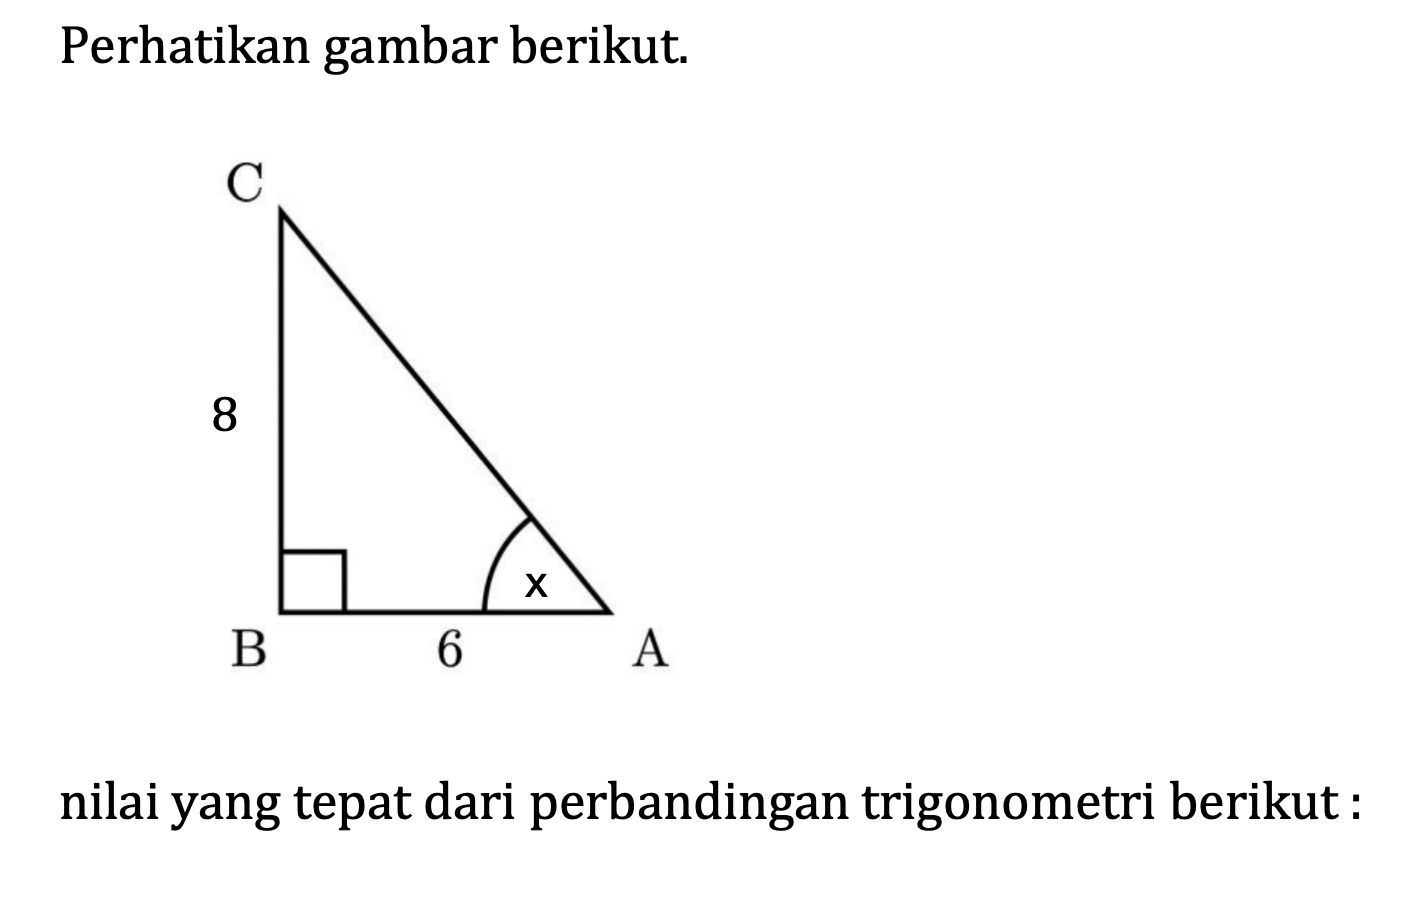 Perhatikan gambar berikut.
C
8
x
B 6 A
nilai yang tepat dari perbandingan trigonometri berikut :